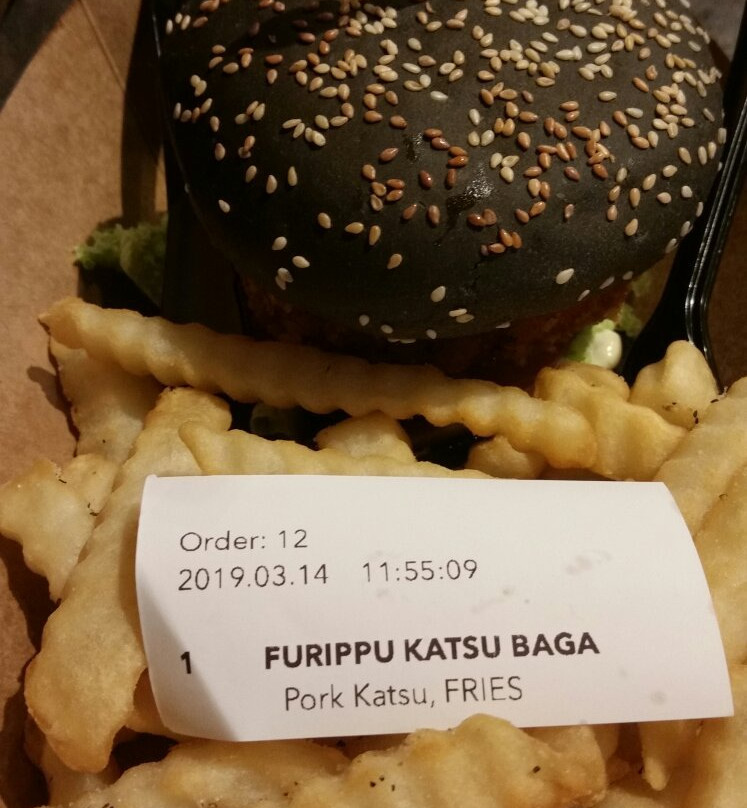 Order: 12
2019.03.14 11:55:09
1 FURIPPU KATSU BAGA
Pork Katsu, FRIES